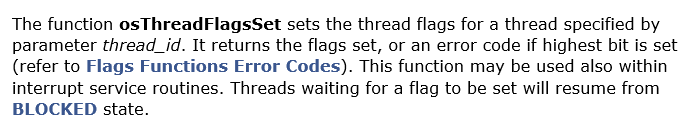 The function osThreadFlagsSet sets the thread flags for a thread specified by
parameter thread_id. It returns the flags set, or an error code if highest bit is set
(refer to Flags Functions Error Codes). This function may be used also within
interrupt service routines. Threads waiting for a flag to be set will resume from
BLOCKED state.